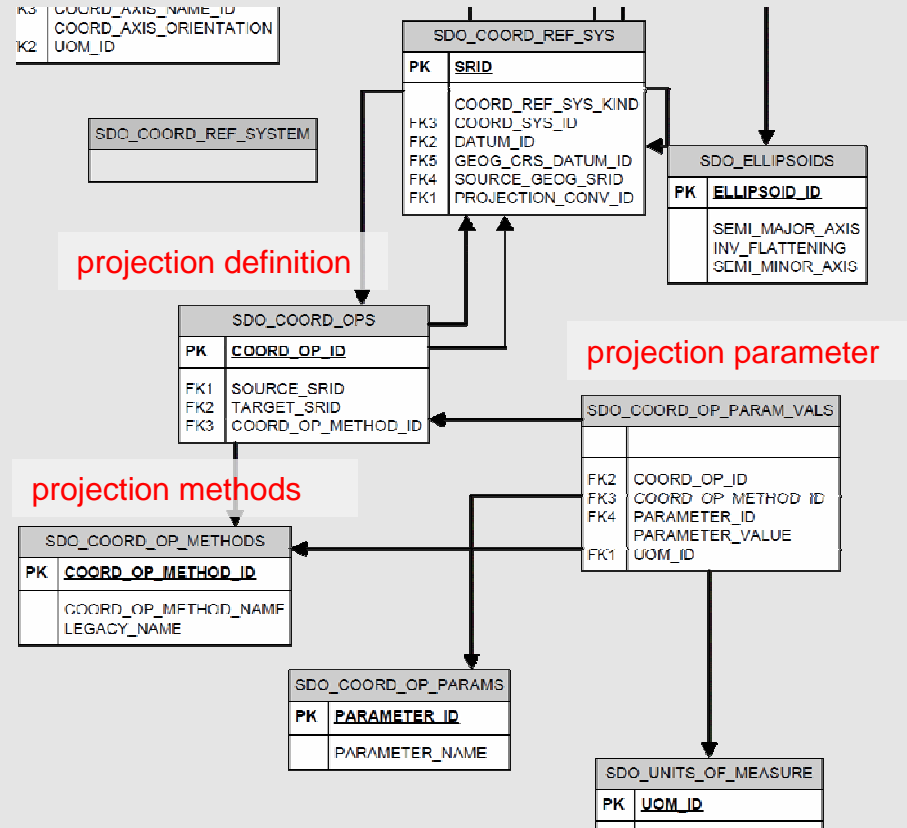 K3 COORD_AXIS_NAME_ID
COORD_AXIS_ORIENTATION
K2 UOM_ID
SDO_COORD_REF_SYS
PK SRID
COORD_REF_SYS_KIND
FK3 COORD_SYS_ID
FK2 DATUM_ID
FK5 GEOG_CRS_DATUM_ID
FK4 SOURCE_GEOG_SRID
FK1 PROJECTION_CONV_ID
SDO_COORD_REF_SYSTEM
SDO_ELLIPSOIDS
PK ELLIPSOID_ID
SEMI_MAJOR_AXIS
INV_FLATTENING
SEMI_MINOR_AXIS
projection definition
SDO_COORD_OPS
PK COORD_OP_ID
FK1 SOURCE_SRID
FK2 TARGET_SRID
FK3 COORD_OP_METHOD_ID
projection parameter
SDO_COORD_OP_PARAM_VALS
FK2 COORD_OP_ID
FK3 COORD_OP_METHOD_ID
FK4 PARAMETER_ID
PARAMETER_VALUE
FK1 UOM_ID
projection methods
SDO_COORD_OP_METHODS
PK COORD_OP_METHOD_ID
COORD_OP_METHOD_NAME
LEGACY_NAME
SDO_COORD_OP_PARAMS
PK PARAMETER_ID
PARAMETER_NAME
SDO_UNITS_OF_MEASURE
PK UOM_ID